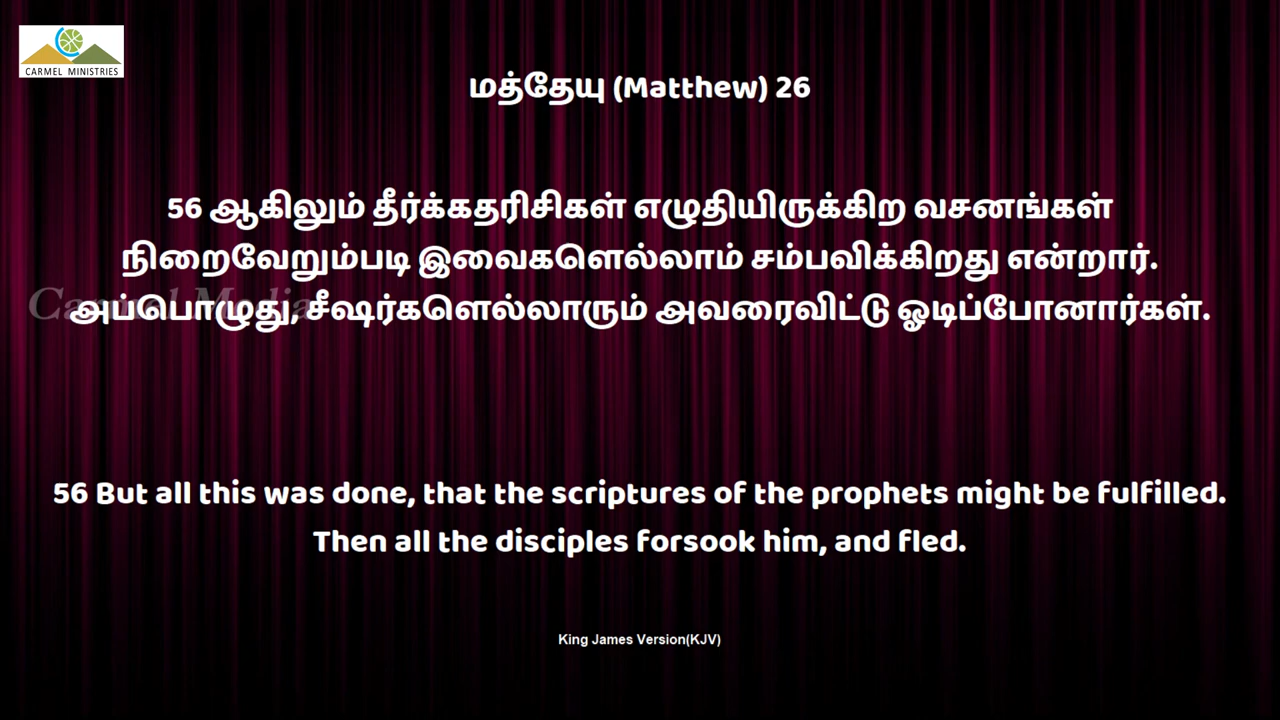 CARMEL MINISTRIES
மத்தேயு (Matthew) 26
56 ஆகிலும் தீர்க்கதரிசிகள் எழுதியிருக்கிற வசனங்கள்
நிறைவேறும்படி இவைகளெல்லாம் சம்பவிக்கிறது என்றார்.
Carmel Media
அப்பொழுது, சீஷர்களெல்லாரும் அவரைவிட்டு ஓடிப்போனார்கள்.
56 But all this was done, that the scriptures of the prophets might be fulfilled.
Then all the disciples forsook him, and fled.
King James Version(KJV)